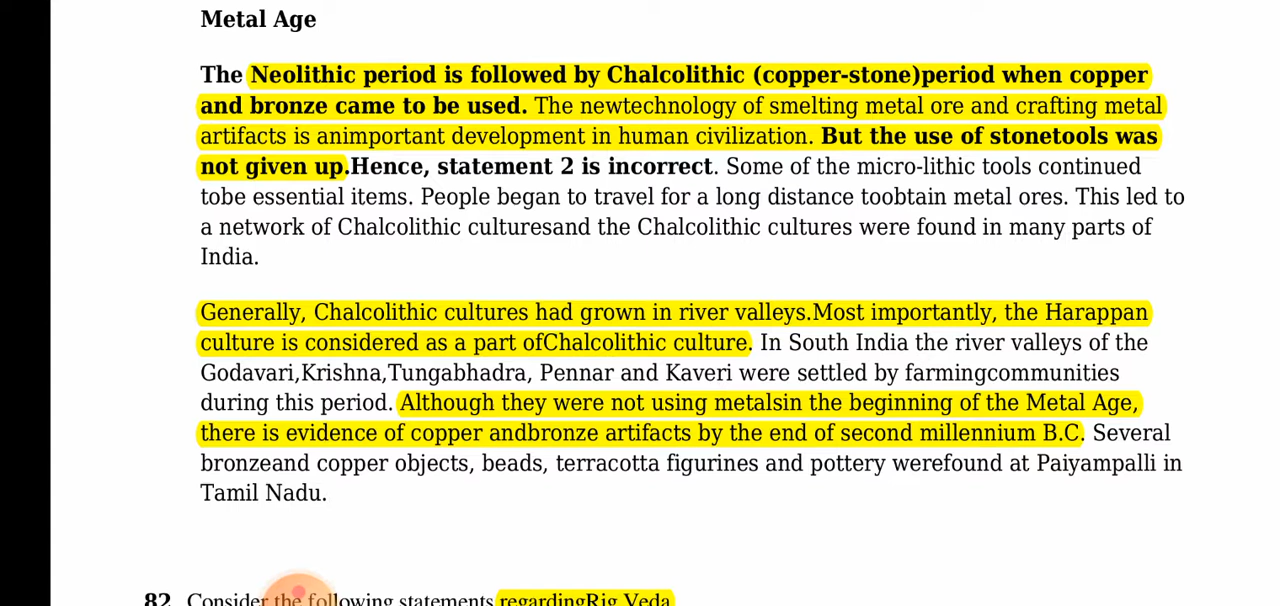 Metal Age
The Neolithic period is followed by Chalcolithic (copper-stone)period when copper
and bronze came to be used. The newtechnology of smelting metal ore and crafting metal
artifacts is animportant development in human civilization. But the use of stonetools was
not given up.Hence, statement 2 is incorrect. Some of the micro-lithic tools continued
tobe essential items. People began to travel for a long distance toobtain metal ores. This led to
a network of Chalcolithic culturesand the Chalcolithic cultures were found in many parts of
India.
Generally, Chalcolithic cultures had grown in river valleys.Most importantly, the Harappan
culture is considered as a part ofChalcolithic culture. In South India the river valleys of the
Godavari,Krishna,Tungabhadra, Pennar and Kaveri were settled by farmingcommunities
during this period. Although they were not using metalsin the beginning of the Metal Age,
there is evidence of copper andbronze artifacts by the end of second millennium B.C. Several
bronzeand copper objects, beads, terracotta figurines and pottery werefound at Paiyampalli in
Tamil Nadu.
82 Consider the following statements regardingRig Veda